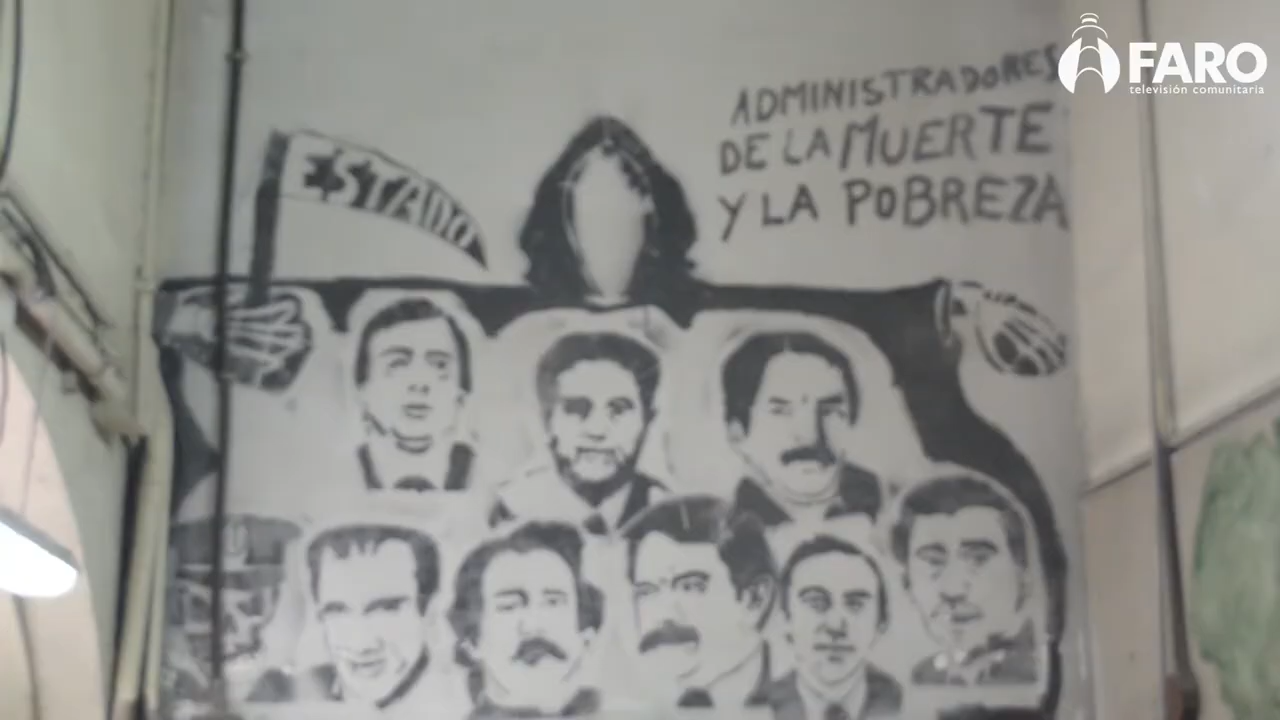 FARO
televisión comunitaria
ADMINISTRADORES
DE LA MUERTE
Y LA POBREZA
ESTADO